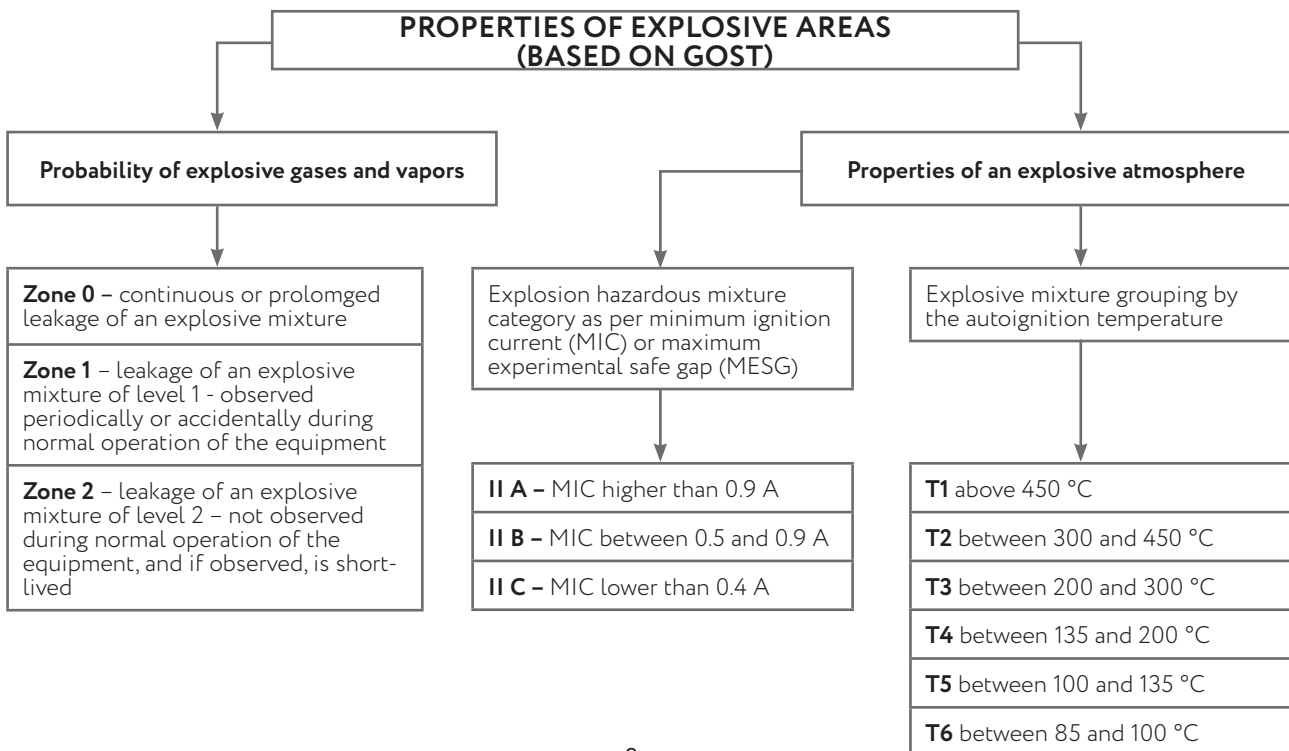 PROPERTIES OF EXPLOSIVE AREAS
(BASED ON GOST)
Probability of explosive gases and vapors
Properties of an explosive atmosphere
Zone 0 – continuous or prolomged
leakage of an explosive mixture
Zone 1 – leakage of an explosive
mixture of level 1 - observed
periodically or accidentally during
normal operation of the equipment
Zone 2 – leakage of an explosive
mixture of level 2 – not observed
during normal operation of the
equipment, and if observed, is short-
lived
Explosion hazardous mixture
category as per minimum ignition
current (MIC) or maximum
experimental safe gap (MESG)
II A – MIC higher than 0.9 A
II B – MIC between 0.5 and 0.9 A
II C – MIC lower than 0.4 A
Explosive mixture grouping by
the autoignition temperature
T1 above 450 °C
T2 between 300 and 450 °C
T3 between 200 and 300 °C
T4 between 135 and 200 °C
T5 between 100 and 135 °C
T6 between 85 and 100 °C